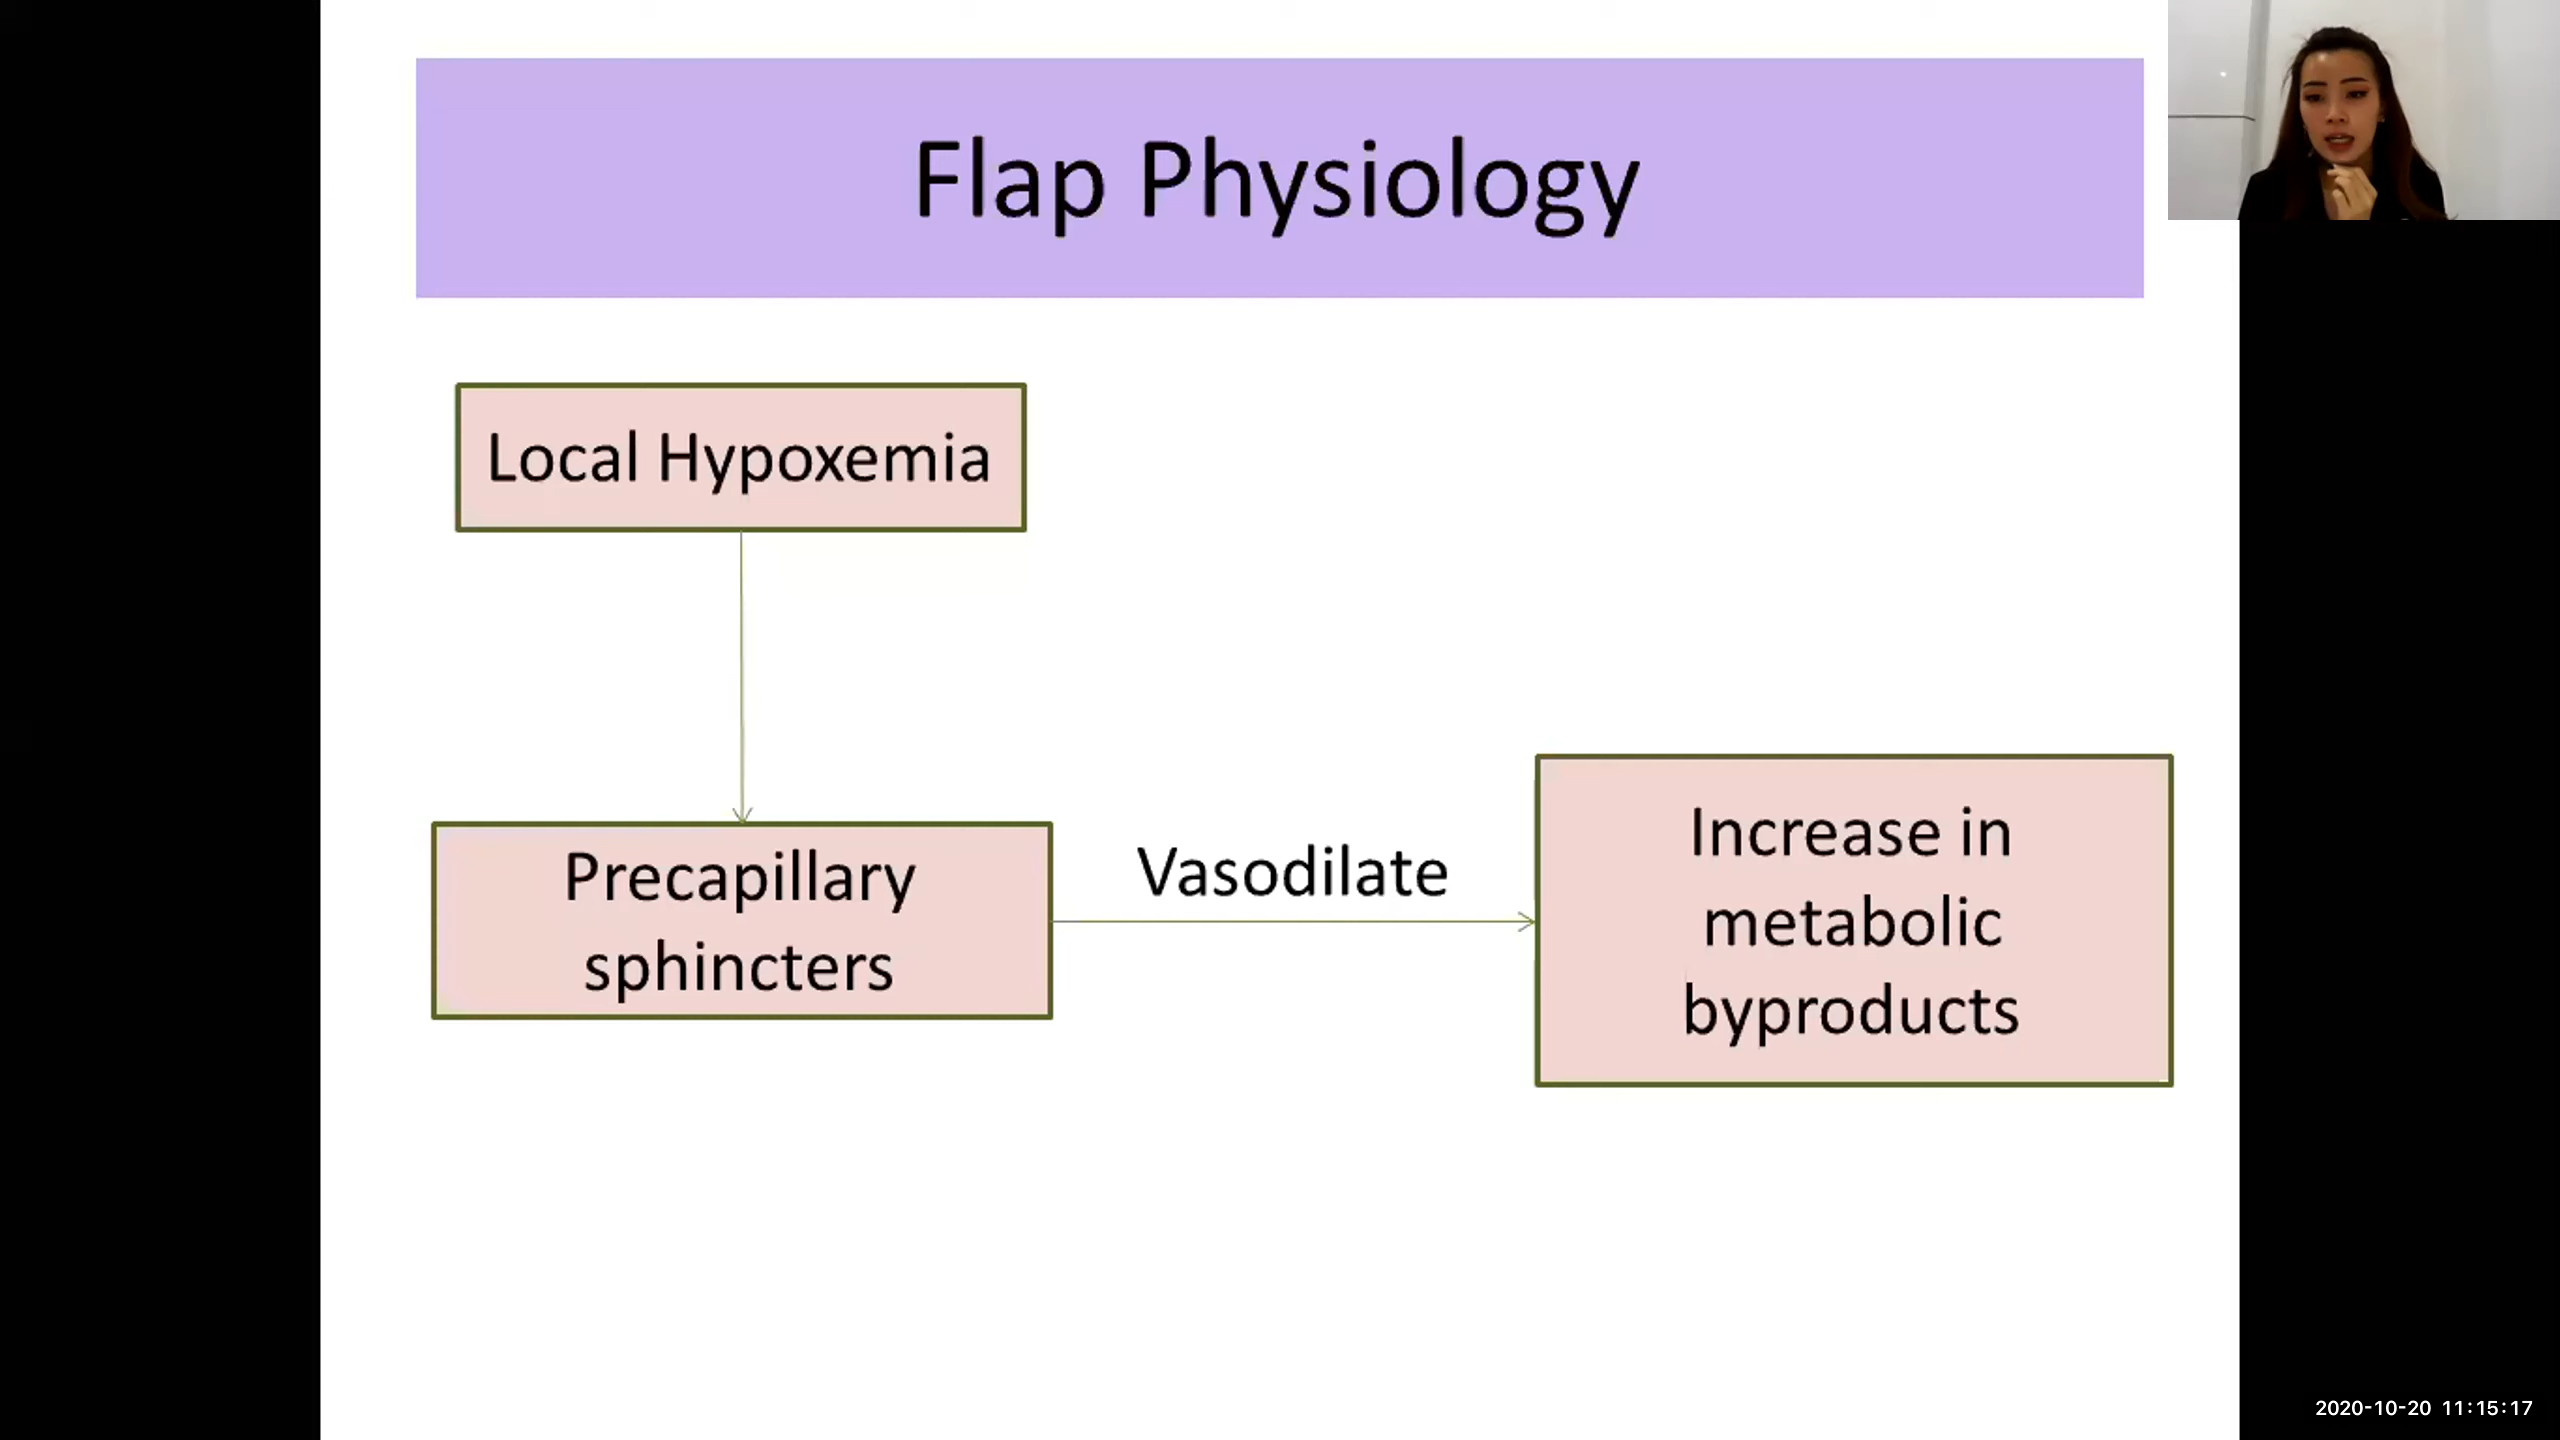 Flap Physiology
Local Hypoxemia
Precapillary
sphincters
Vasodilate
Increase in
metabolic
byproducts
2020-10-20 11:15:17